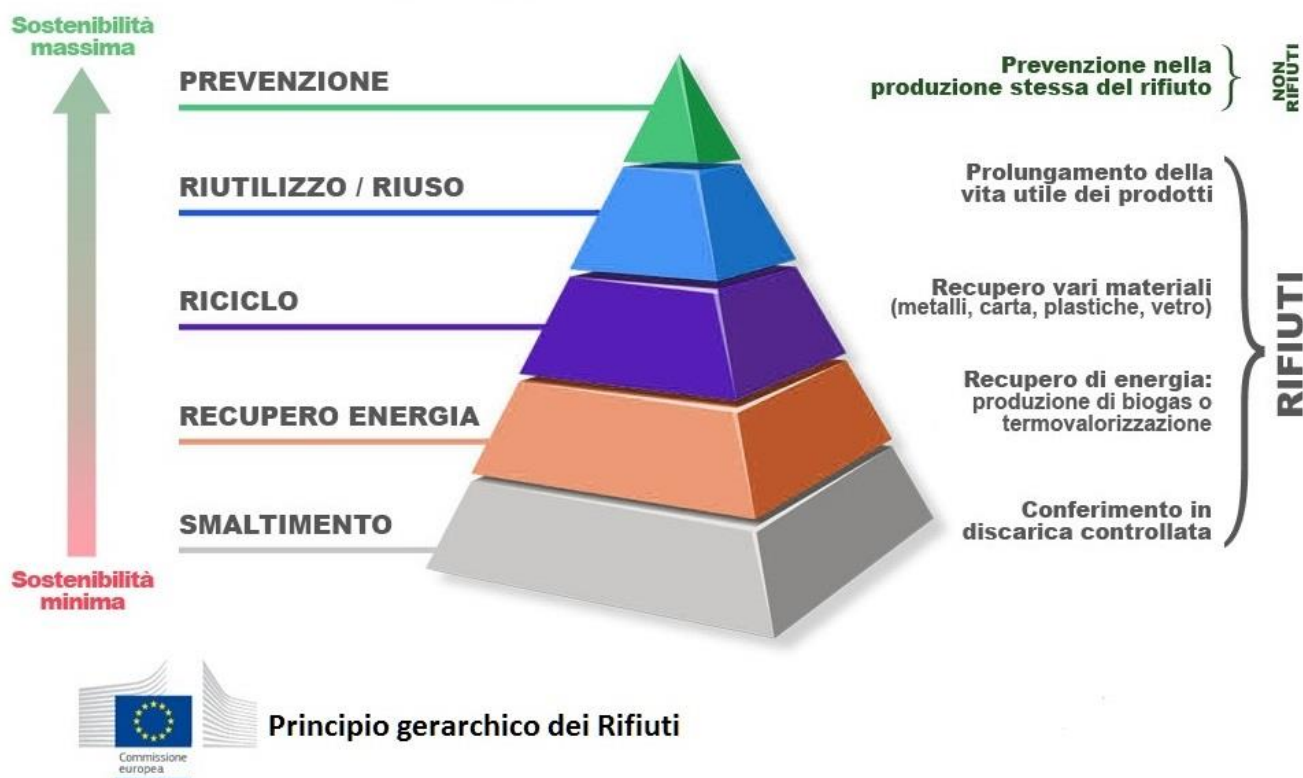 Sostenibilità
massima
PREVENZIONE
Prevenzione nella
produzione stessa del rifiuto
NON
RIFIUTI
RIUTILIZZO / RIUSO
Prolungamento della
vita utile dei prodotti
RICICLO
Recupero vari materiali
(metalli, carta, plastiche, vetro)
RIFIUTI
RECUPERO ENERGIA
Recupero di energia:
produzione di biogas o
termovalorizzazione
SMALTIMENTO
Conferimento in
discarica controllata
Sostenibilità
minima
Commissione
europea
Principio gerarchico dei Rifiuti